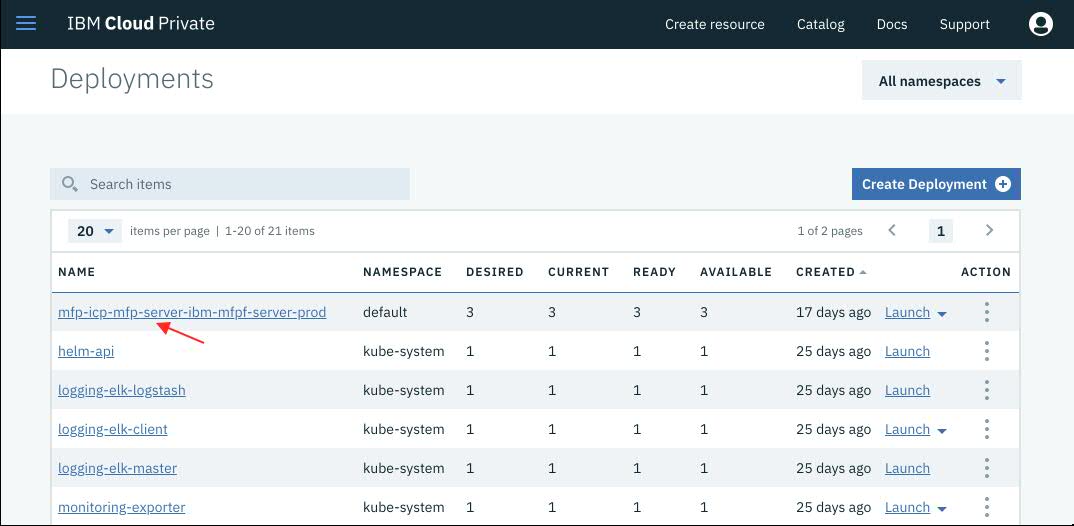 IBM Cloud Private Create resource Catalog Docs Support
Deployments
All namespaces
Search items
Create Deployment
20 items per page | 1-20 of 21 items 1 of 2 pages 1
NAME NAMESPACE DESIRED CURRENT READY AVAILABLE CREATED ACTION
mfp-icp-mfp-server-ibm-mfpf-server-prod default 3 3 3 3 17 days ago Launch
helm-api kube-system 1 1 1 1 25 days ago Launch
logging-elk-logstash kube-system 1 1 1 1 25 days ago Launch
logging-elk-client kube-system 1 1 1 1 25 days ago Launch
logging-elk-master kube-system 1 1 1 1 25 days ago Launch
monitoring-exporter kube-system 1 1 1 1 25 days ago Launch